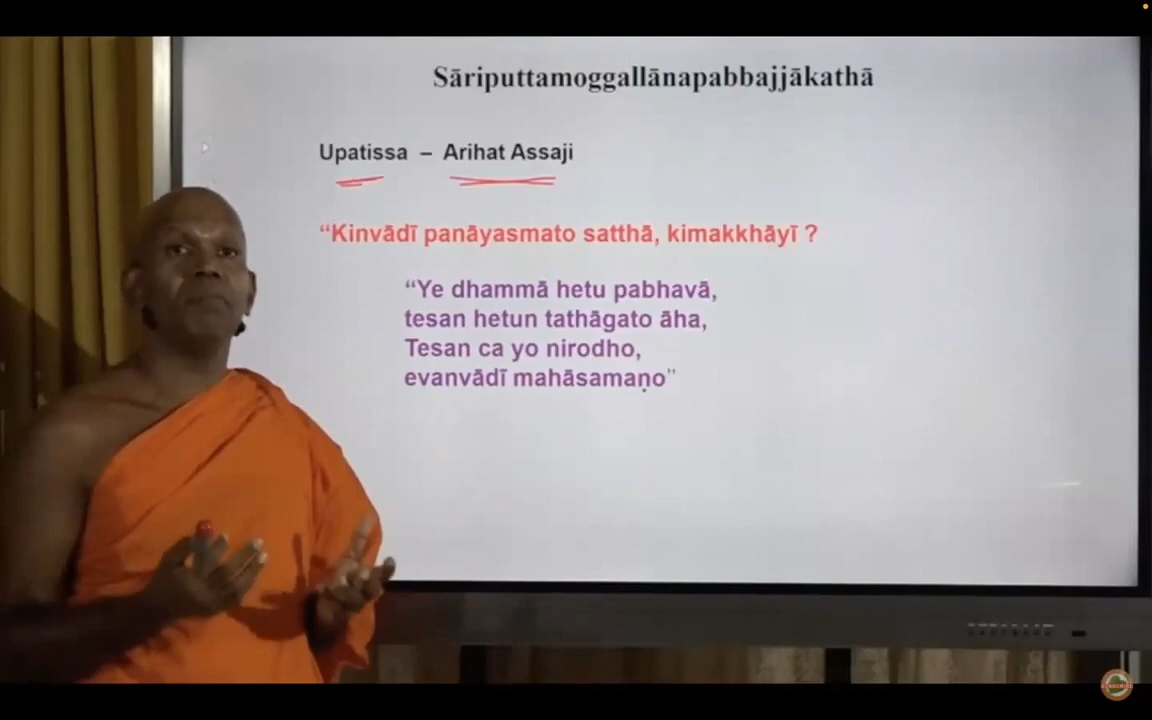 Sāriputtamoggallānapabbajjākathā
Upatissa – Arihat Assaji
“Kinvādī panāyasmato satthā, kimakkhāyī ?
“Ye dhammā hetu pabhavā,
tesan hetun tathāgato āha,
Tesan ca yo nirodho,
evanvādī mahāsamaṇo”